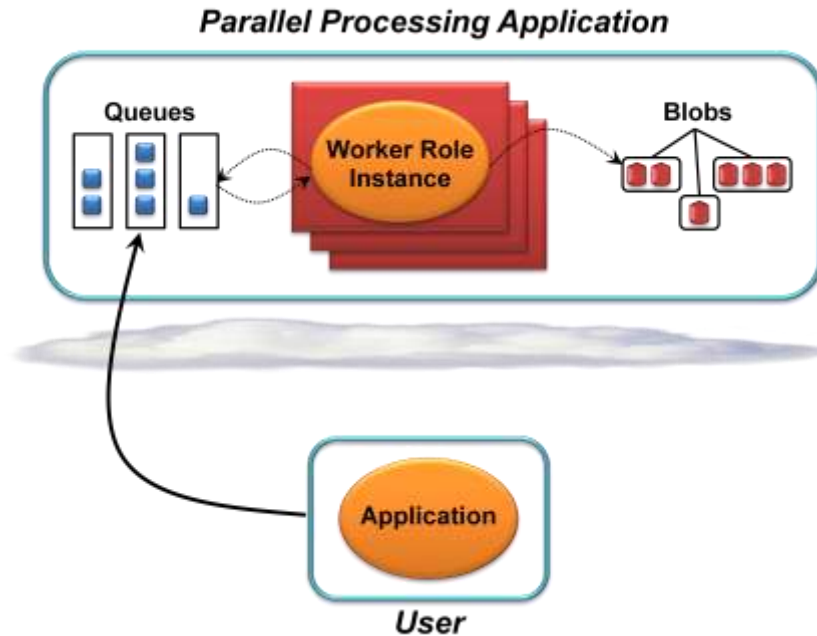 Parallel Processing Application
Queues
Worker Role
Instance
Blobs
Application
User